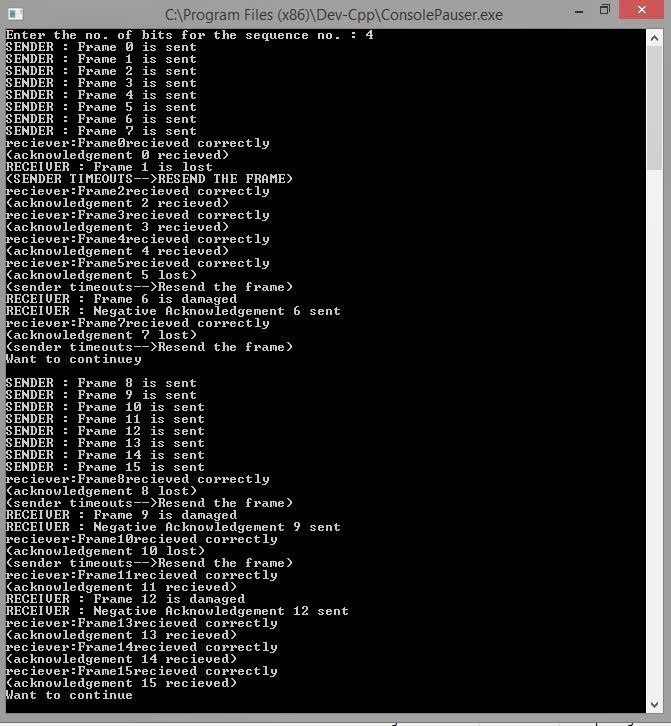 C:\Program Files (x86)\Dev-Cpp\ConsolePauser.exe
Enter the no. of bits for the sequence no. : 4
SENDER : Frame 0 is sent
SENDER : Frame 1 is sent
SENDER : Frame 2 is sent
SENDER : Frame 3 is sent
SENDER : Frame 4 is sent
SENDER : Frame 5 is sent
SENDER : Frame 6 is sent
SENDER : Frame 7 is sent
reciever:Frame0recieved correctly
(acknowledgement 0 recieved)
RECEIVER : Frame 1 is lost
(SENDER TIMEOUTS-->RESEND THE FRAME)
reciever:Frame2recieved correctly
(acknowledgement 2 recieved)
reciever:Frame3recieved correctly
(acknowledgement 3 recieved)
reciever:Frame4recieved correctly
(acknowledgement 4 recieved)
reciever:Frame5recieved correctly
(acknowledgement 5 lost)
(sender timeouts-->Resend the frame)
RECEIVER : Frame 6 is damaged
RECEIVER : Negative Acknowledgement 6 sent
reciever:Frame7recieved correctly
(acknowledgement 7 lost)
(sender timeouts-->Resend the frame)
Want to continuey
SENDER : Frame 8 is sent
SENDER : Frame 9 is sent
SENDER : Frame 10 is sent
SENDER : Frame 11 is sent
SENDER : Frame 12 is sent
SENDER : Frame 13 is sent
SENDER : Frame 14 is sent
SENDER : Frame 15 is sent
reciever:Frame8recieved correctly
(acknowledgement 8 lost)
(sender timeouts-->Resend the frame)
RECEIVER : Frame 9 is damaged
RECEIVER : Negative Acknowledgement 9 sent
reciever:Frame10recieved correctly
(acknowledgement 10 lost)
(sender timeouts-->Resend the frame)
reciever:Frame11recieved correctly
(acknowledgement 11 recieved)
RECEIVER : Frame 12 is damaged
RECEIVER : Negative Acknowledgement 12 sent
reciever:Frame13recieved correctly
(acknowledgement 13 recieved)
reciever:Frame14recieved correctly
(acknowledgement 14 recieved)
reciever:Frame15recieved correctly
(acknowledgement 15 recieved)
Want to continue